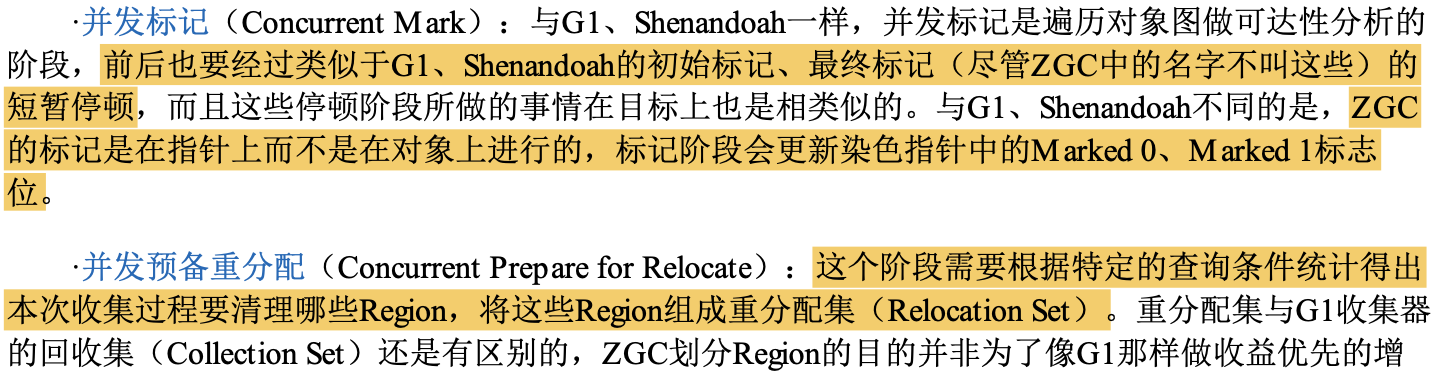 ·并发标记（Concurrent Mark）：与G1、Shenandoah一样，并发标记是遍历对象图做可达性分析的
阶段，前后也要经过类似于G1、Shenandoah的初始标记、最终标记（尽管ZGC中的名字不叫这些）的
短暂停顿，而且这些停顿阶段所做的事情在目标上也是相类似的。与G1、Shenandoah不同的是，ZGC
的标记是在指针上而不是在对象上进行的，标记阶段会更新染色指针中的Marked 0、Marked 1标志
位。
·并发预备重分配（Concurrent Prepare for Relocate）：这个阶段需要根据特定的查询条件统计得出
本次收集过程要清理哪些Region，将这些Region组成重分配集（Relocation Set）。重分配集与G1收集器
的回收集（Collection Set）还是有区别的，ZGC划分Region的目的并非为了像G1那样做收益优先的增